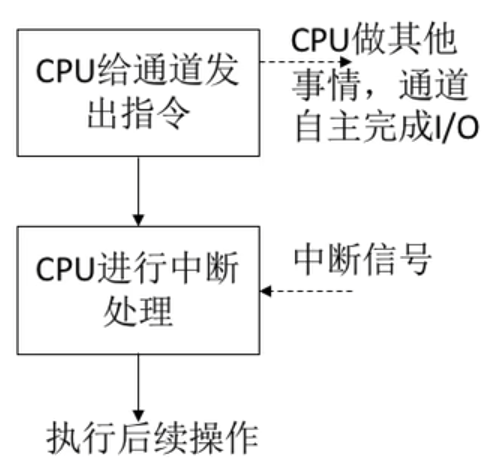 CPU给通道发
出指令
CPU做其他
事情，通道
自主完成I/O
CPU进行中断
处理
中断信号
执行后续操作